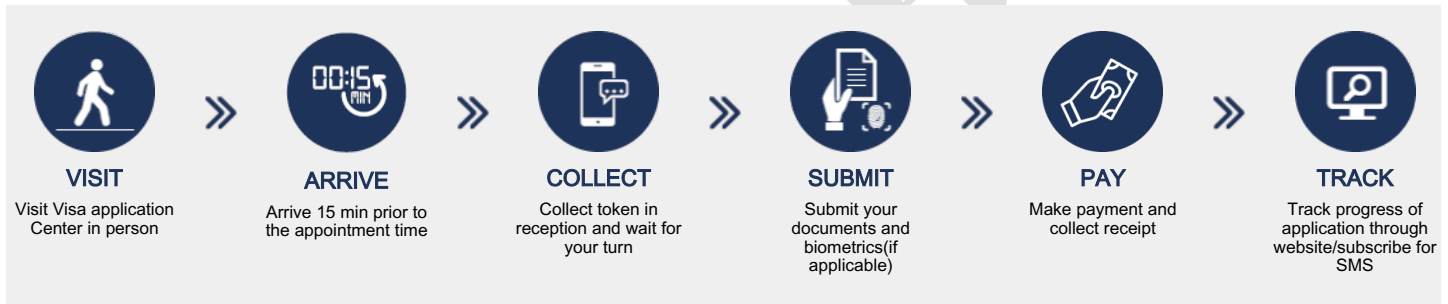 VISIT
Visit Visa application
Center in person
00:15
MIN
ARRIVE
Arrive 15 min prior to
the appointment time
COLLECT
Collect token in
reception and wait for
your turn
SUBMIT
Submit your
documents and
biometrics(if
applicable)
PAY
Make payment and
collect receipt
TRACK
Track progress of
application through
website/subscribe for
SMS